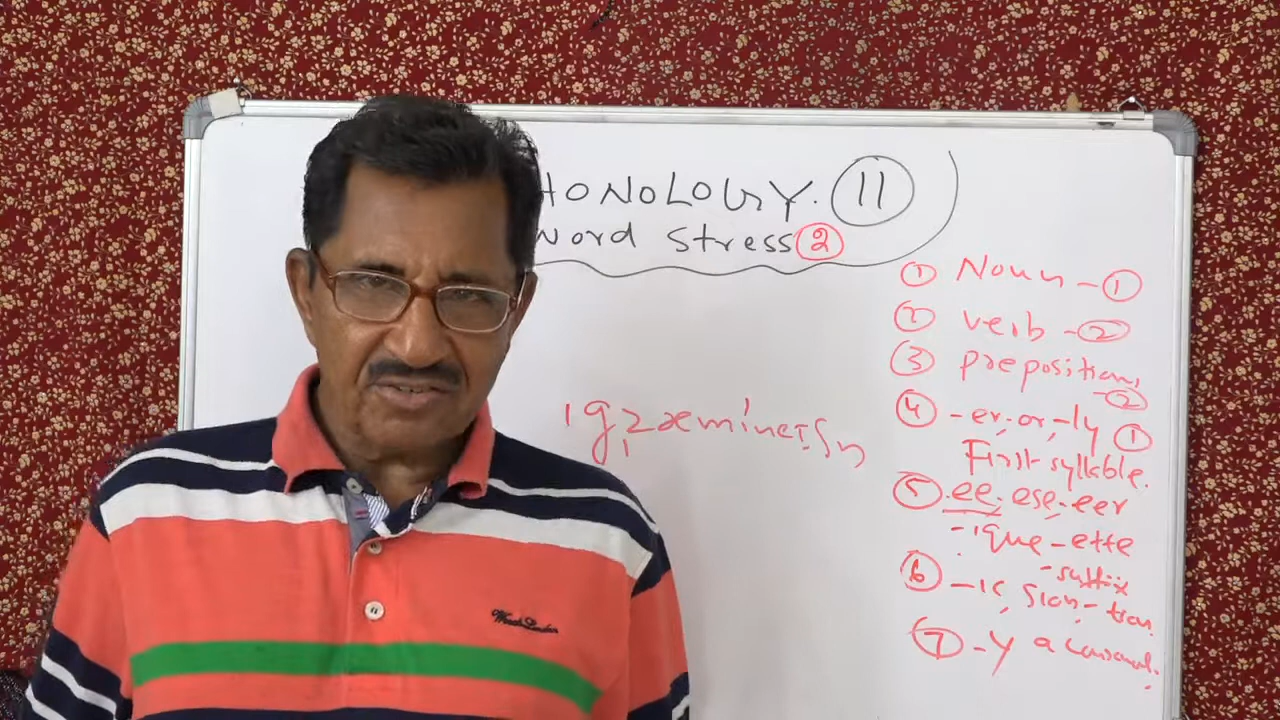 HONOLOGY. 11
word stress 2
1 Noun - 1
2 verb - 2
3 preposition,
- 2
4 - er, or, - ly 1
First syllable.
5 - ee, ese, - eer
- ique - ette
- suffix
6 - ic, sion, - tion.
7 - y a consonant.